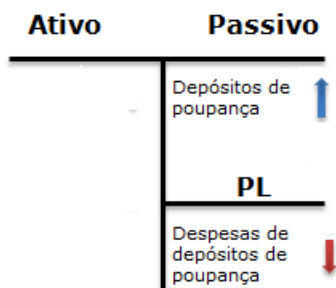 Ativo Passivo
Depósitos de
poupança
PL
Despesas de
depósitos de
poupança